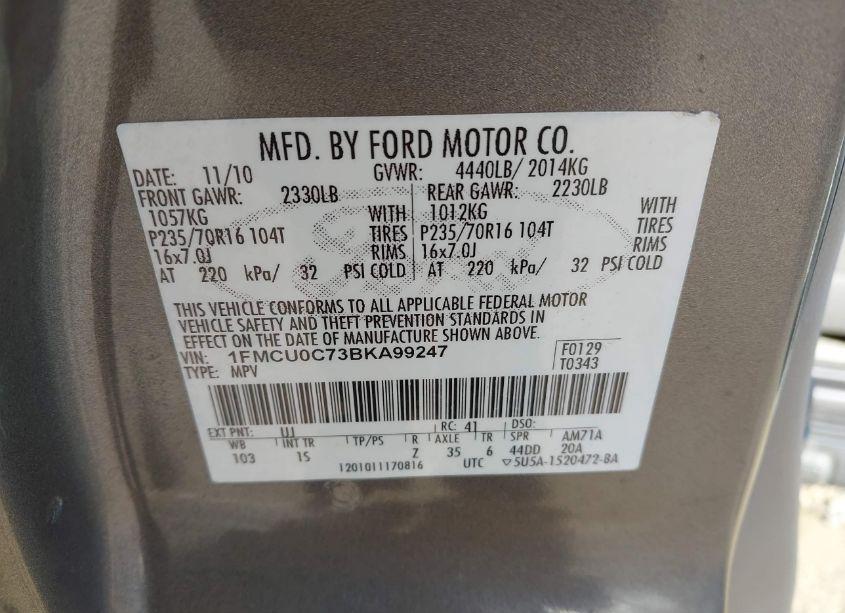 MFD. BY FORD MOTOR CO.
DATE: 11/10 GVWR: 4440LB/ 2014KG
FRONT GAWR: 2330LB REAR GAWR: 2230LB
1057KG WITH 1012KG WITH
P235/70R16 104T TIRES P235/70R16 104T TIRES
16x7.0J RIMS 16x7.0J RIMS
AT 220 kPa/ 32 PSI COLD AT 220 kPa/ 32 PSI COLD
THIS VEHICLE CONFORMS TO ALL APPLICABLE FEDERAL MOTOR
VEHICLE SAFETY AND THEFT PREVENTION STANDARDS IN
EFFECT ON THE DATE OF MANUFACTURE SHOWN ABOVE.
VIN: 1FMCU0C73BKA99247 F0129
TYPE: MPV T0343
EXT PNT: UJ RC: 41 DSO:
WB INT TR TP/PS R AXLE TR SPR AM71A
103 1S Z 35 6 44DD 20A
1201011170816 UTC ▽5U5A-1520472-BA